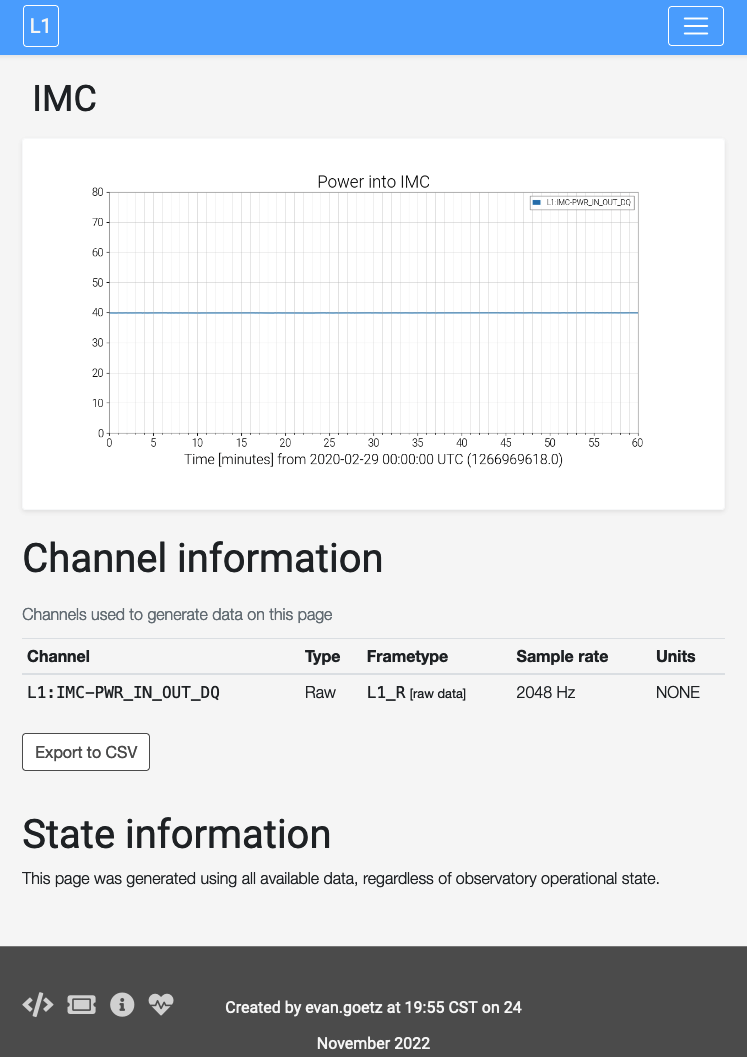 L1
IMC
Power into IMC
80
L1:IMC-PWR_IN_OUT_DQ
70
60
50
40
30
20
10
0
0 5 10 15 20 25 30 35 40 45 50 55 60
Time [minutes] from 2020-02-29 00:00:00 UTC (1266969618.0)
Channel information
Channels used to generate data on this page
Channel Type Frametype Sample rate Units
L1:IMC-PWR_IN_OUT_DQ Raw L1_R [raw data] 2048 Hz NONE
Export to CSV
State information
This page was generated using all available data, regardless of observatory operational state.
Created by evan.goetz at 19:55 CST on 24
November 2022